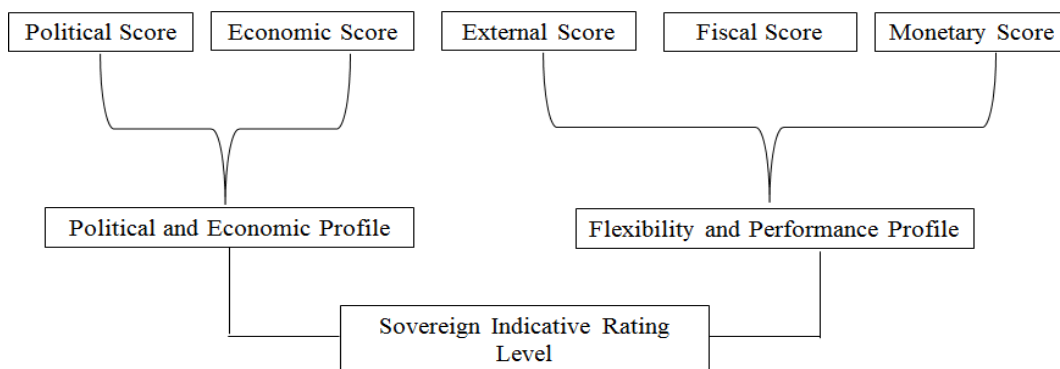 Political Score
Economic Score
External Score
Fiscal Score
Monetary Score
Political and Economic Profile
Flexibility and Performance Profile
Sovereign Indicative Rating
Level